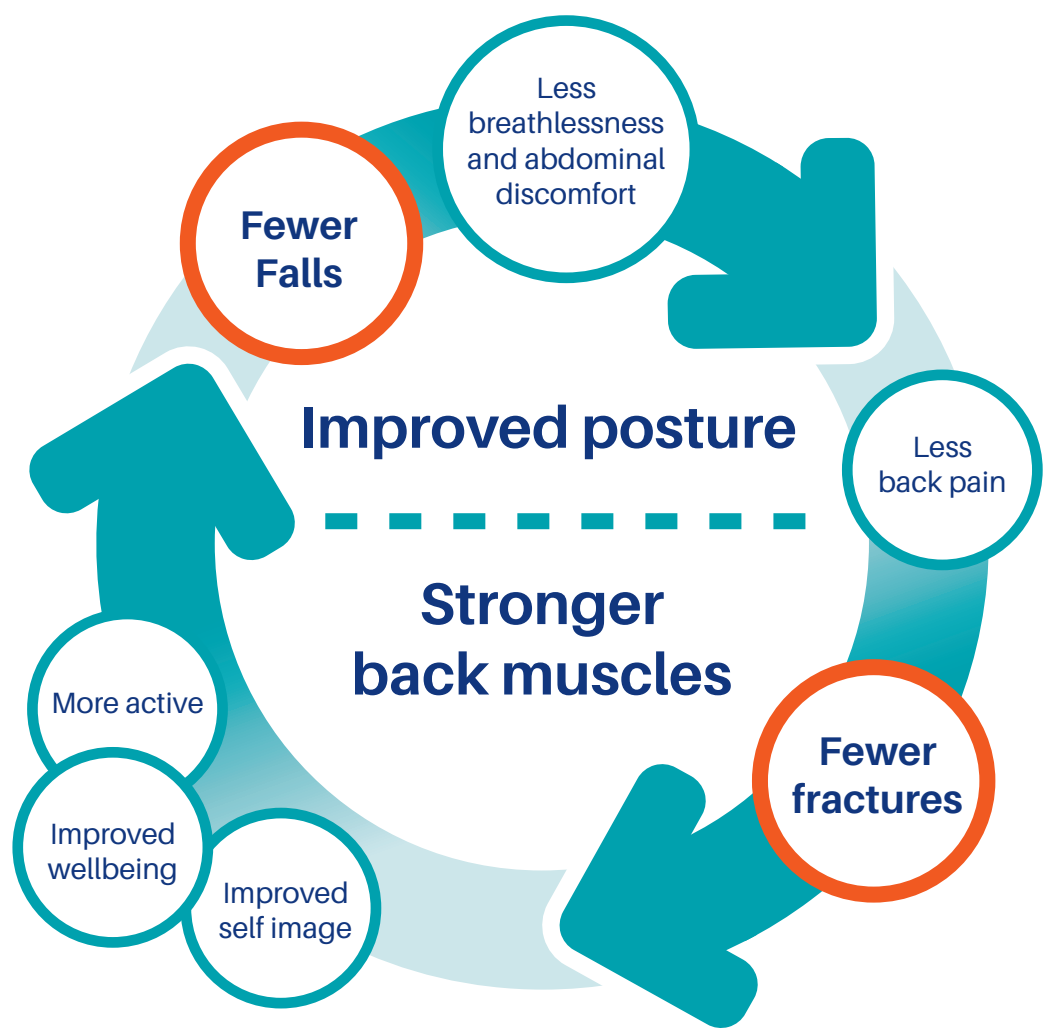 Less
breathlessness
and abdominal
discomfort
Fewer
Falls
Improved posture
Less
back pain
Stronger
back muscles
More active
Fewer
fractures
Improved
wellbeing
Improved
self image